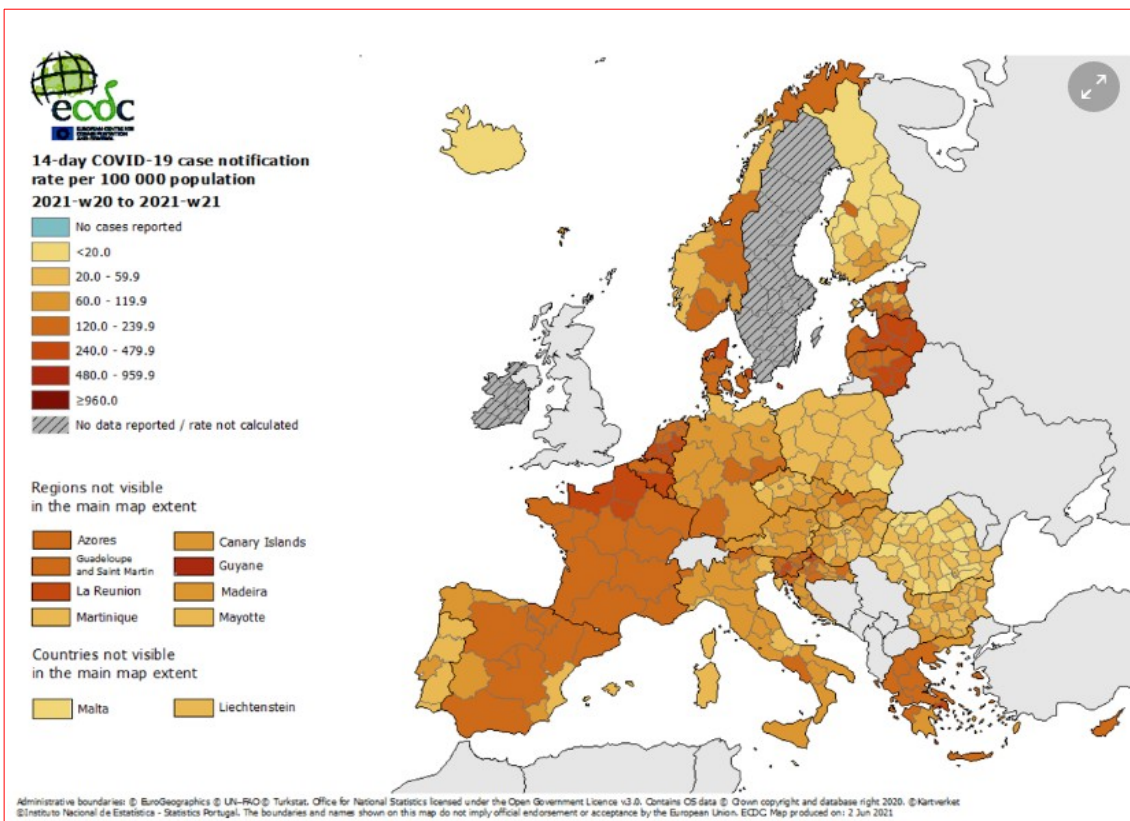 ecdc
EUROPEAN CENTRE FOR
DISEASE PREVENTION
AND CONTROL
14-day COVID-19 case notification
rate per 100 000 population
2021-w20 to 2021-w21
No cases reported
<20.0
20.0 - 59.9
60.0 - 119.9
120.0 - 239.9
240.0 - 479.9
480.0 - 959.9
≥960.0
No data reported / rate not calculated
Regions not visible
in the main map extent
Azores
Canary Islands
Guadeloupe
and Saint Martin
Guyane
La Reunion
Madeira
Martinique
Mayotte
Countries not visible
in the main map extent
Malta
Liechtenstein
Administrative boundaries: © EuroGeographics © UN–FAO © Turkstat. Office for National Statistics licensed under the Open Government Licence v3.0. Contains OS data © Crown copyright and database right 2020. ©Kartverket
©Instituto Nacional de Estatística - Statistics Portugal. The boundaries and names shown on this map do not imply official endorsement or acceptance by the European Union. ECDC. Map produced on: 2 Jun 2021